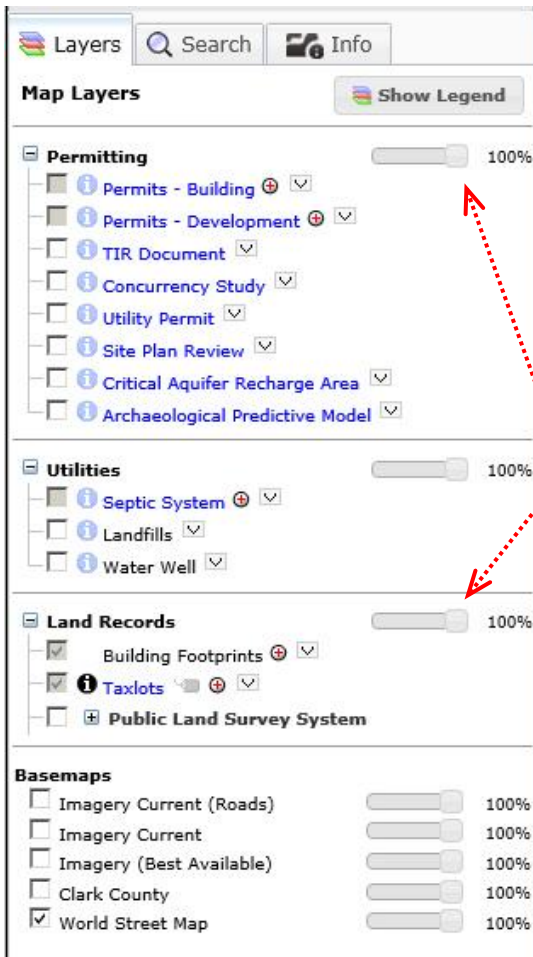 Layers Search Info
Map Layers Show Legend
Permitting 100%
Permits - Building
Permits - Development
TIR Document
Concurrency Study
Utility Permit
Site Plan Review
Critical Aquifer Recharge Area
Archaeological Predictive Model
Utilities 100%
Septic System
Landfills
Water Well
Land Records 100%
Building Footprints
Taxlots
Public Land Survey System
Basemaps
Imagery Current (Roads) 100%
Imagery Current 100%
Imagery (Best Available) 100%
Clark County 100%
World Street Map 100%